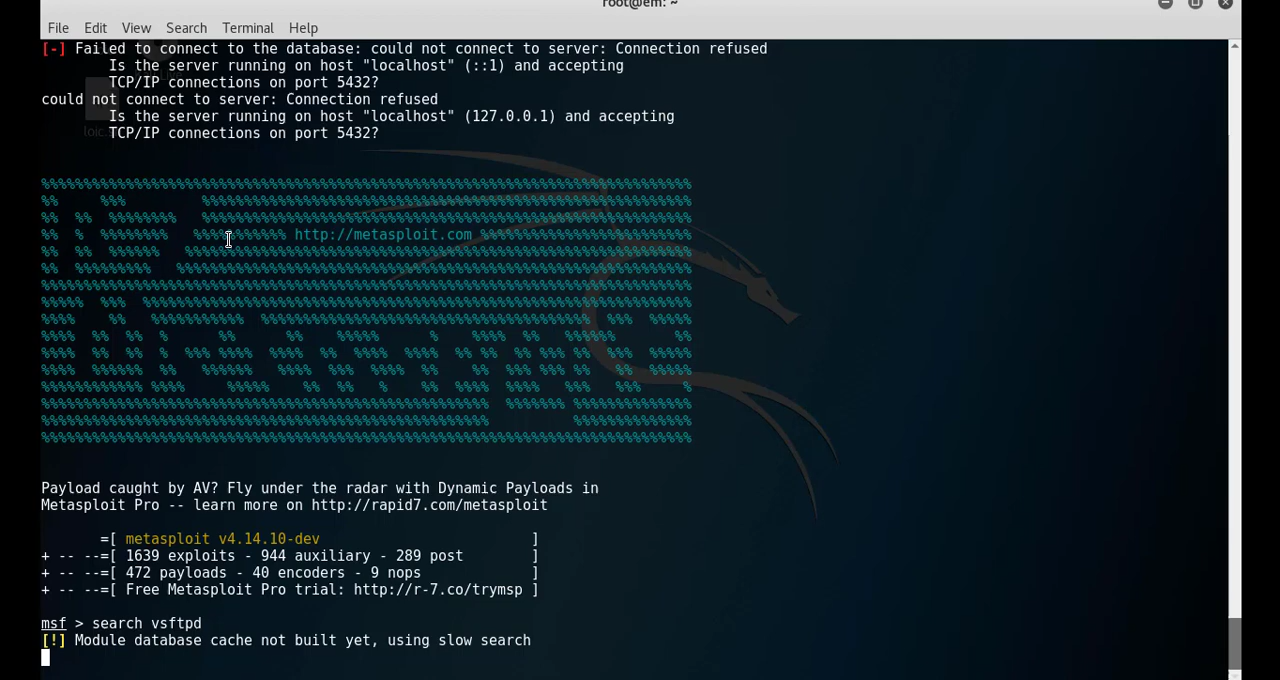 root@em: ~
File Edit View Search Terminal Help
[-] Failed to connect to the database: could not connect to server: Connection refused
Is the server running on host "localhost" (::1) and accepting
TCP/IP connections on port 5432?
could not connect to server: Connection refused
Is the server running on host "localhost" (127.0.0.1) and accepting
TCP/IP connections on port 5432?
http://metasploit.com
Payload caught by AV? Fly under the radar with Dynamic Payloads in
Metasploit Pro -- learn more on http://rapid7.com/metasploit
=[ metasploit v4.14.10-dev ]
+ -- --=[ 1639 exploits - 944 auxiliary - 289 post ]
+ -- --=[ 472 payloads - 40 encoders - 9 nops ]
+ -- --=[ Free Metasploit Pro trial: http://r-7.co/trymsp ]
msf > search vsftpd
[!] Module database cache not built yet, using slow search